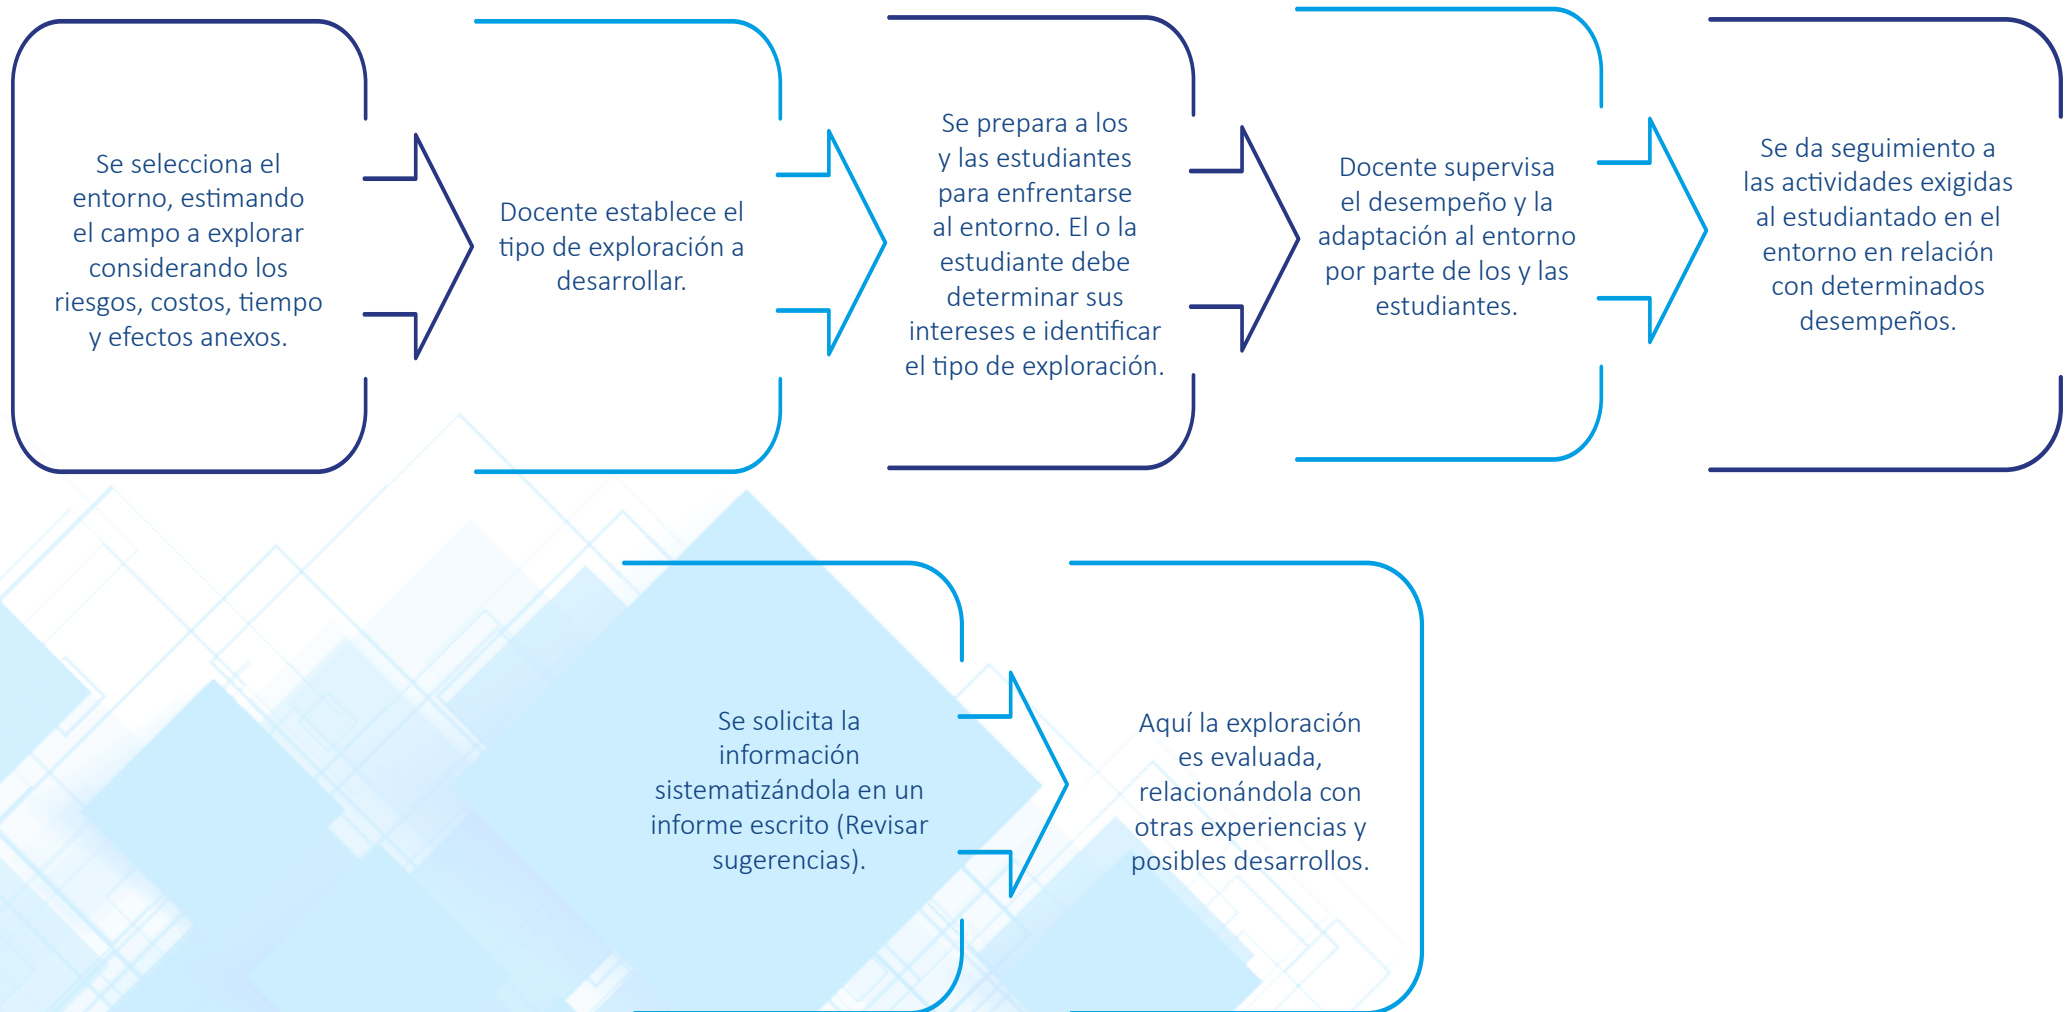 Se selecciona el
entorno, estimando
el campo a explorar
considerando los
riesgos, costos, tiempo
y efectos anexos.
Docente establece el
tipo de exploración a
desarrollar.
Se prepara a los
y las estudiantes
para enfrentarse
al entorno. El o la
estudiante debe
determinar sus
intereses e identificar
el tipo de exploración.
Docente supervisa
el desempeño y la
adaptación al entorno
por parte de los y las
estudiantes.
Se da seguimiento a
las actividades exigidas
al estudiantado en el
entorno en relación
con determinados
desempeños.
Se solicita la
información
sistematizándola en un
informe escrito (Revisar
sugerencias).
Aquí la exploración
es evaluada,
relacionándola con
otras experiencias y
posibles desarrollos.